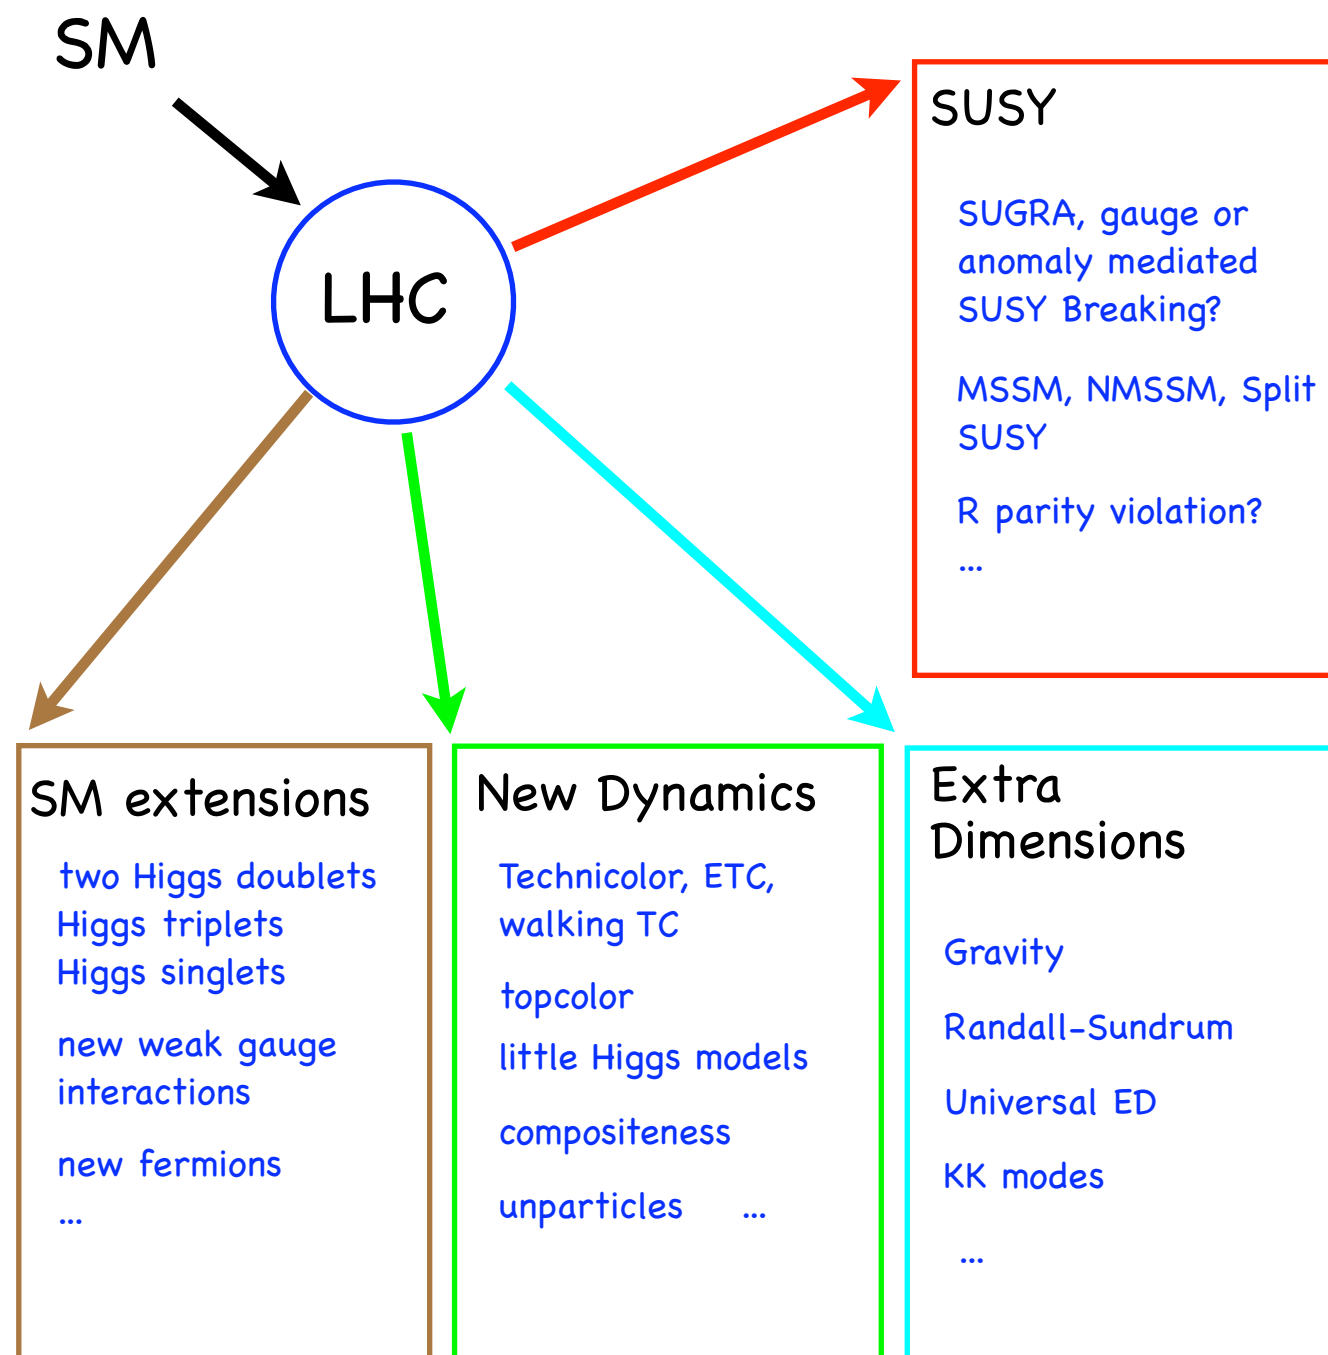 SM
LHC
SUSY
SUGRA, gauge or
anomaly mediated
SUSY Breaking?
MSSM, NMSSM, Split
SUSY
R parity violation?
...
SM extensions
two Higgs doublets
Higgs triplets
Higgs singlets
new weak gauge
interactions
new fermions
...
New Dynamics
Technicolor, ETC,
walking TC
topcolor
little Higgs models
compositeness
unparticles ...
Extra
Dimensions
Gravity
Randall-Sundrum
Universal ED
KK modes
...